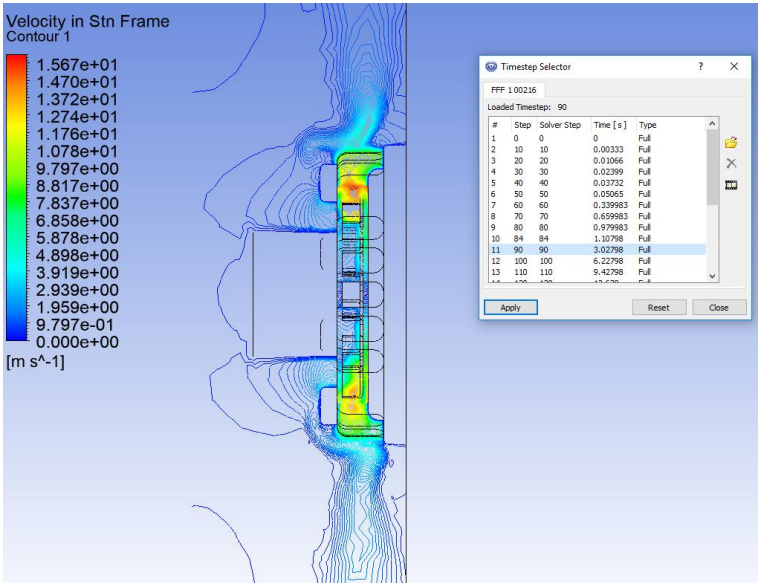 Velocity in Stn Frame
Contour 1
1.567e+01
1.470e+01
1.372e+01
1.274e+01
1.176e+01
1.078e+01
9.797e+00
8.817e+00
7.837e+00
6.858e+00
5.878e+00
4.898e+00
3.919e+00
2.939e+00
1.959e+00
9.797e-01
0.000e+00
[m s^-1]
Timestep Selector ? ×
FFF 1 00216
Loaded Timestep: 90
# Step Solver Step Time [ s ] Type
1 0 0 0 Full
2 10 10 0.00333 Full
3 20 20 0.01066 Full
4 30 30 0.02399 Full
5 40 40 0.03732 Full
6 50 50 0.05065 Full
7 60 60 0.339983 Full
8 70 70 0.659983 Full
9 80 80 0.979983 Full
10 84 84 1.10798 Full
11 90 90 3.02798 Full
12 100 100 6.22798 Full
13 110 110 9.42798 Full
Apply Reset Close